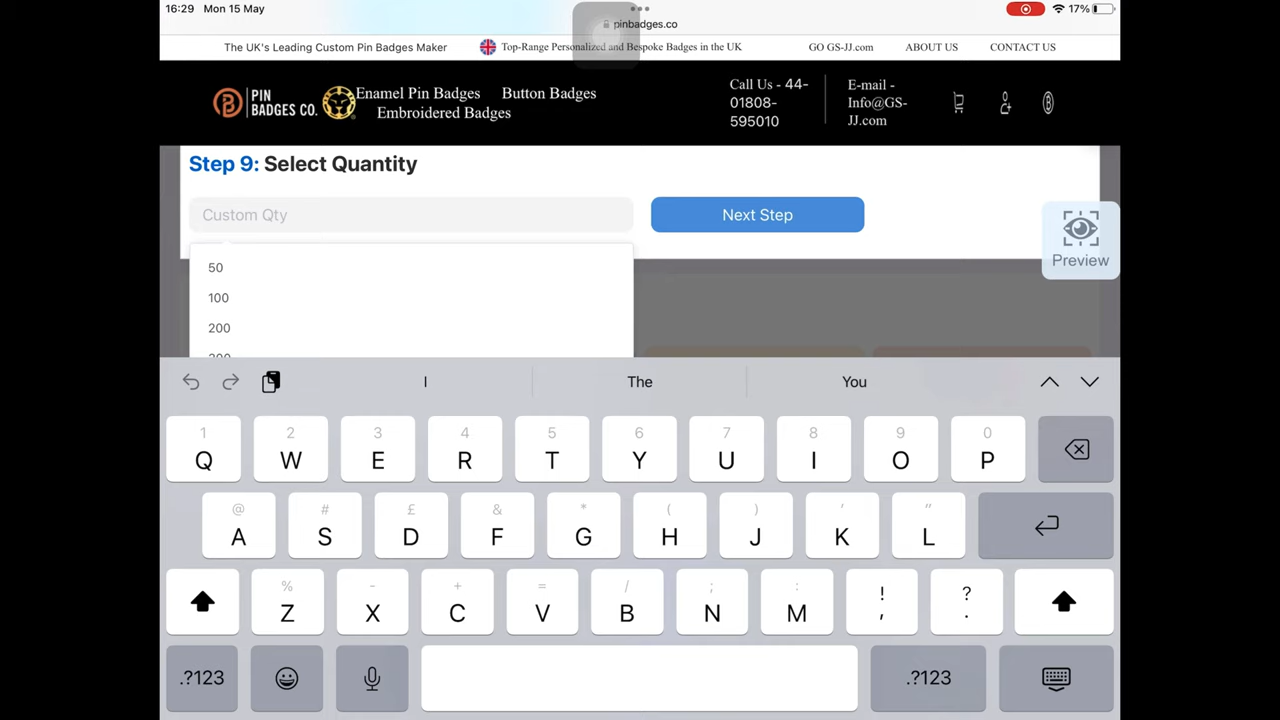 16:29 Mon 15 May
pinbadges.co
17%
The UK's Leading Custom Pin Badges Maker
Top-Range Personalized and Bespoke Badges in the UK
GO GS-JJ.com
ABOUT US
CONTACT US
PIN
BADGES CO.
Enamel Pin Badges
Button Badges
Embroidered Badges
Call Us - 44-
01808-
595010
E-mail -
Info@GS-
JJ.com
Step 9: Select Quantity
Custom Qty
Next Step
Preview
50
100
200
I
The
You
1 2 3 4 5 6 7 8 9 0
Q W E R T Y U I O P
@ # £ & * ( ) ' "
A S D F G H J K L
% - + = / ; : ! ?
Z X C V B N M , .
.?123
.?123